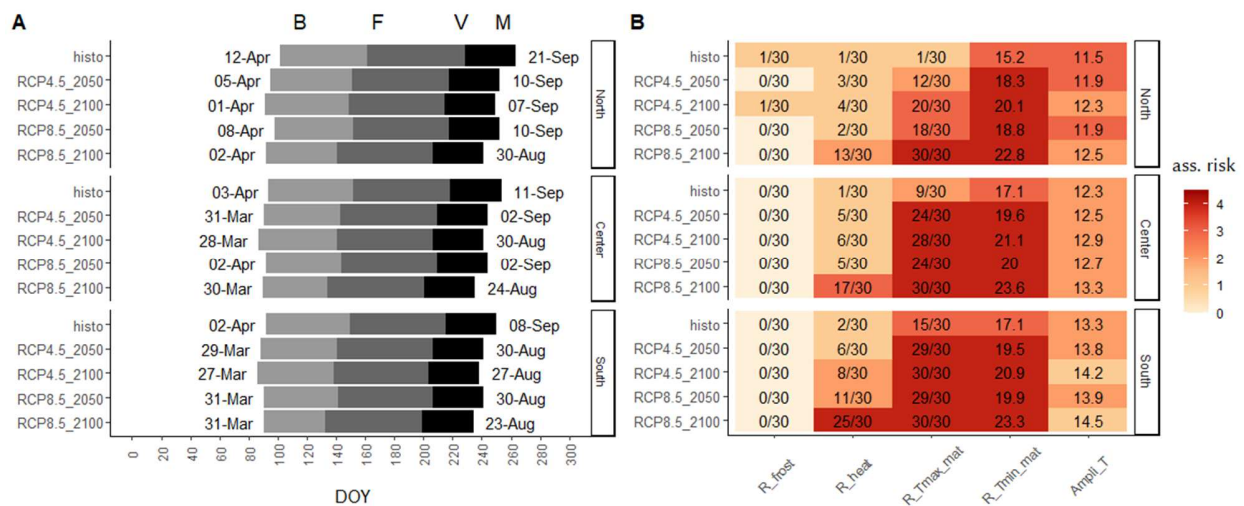 A B F V M
histo 12-Apr 21-Sep
RCP4.5_2050 05-Apr 10-Sep
RCP4.5_2100 01-Apr 07-Sep
RCP8.5_2050 08-Apr 10-Sep
RCP8.5_2100 02-Apr 30-Aug
North
histo 03-Apr 11-Sep
RCP4.5_2050 31-Mar 02-Sep
RCP4.5_2100 28-Mar 30-Aug
RCP8.5_2050 02-Apr 02-Sep
RCP8.5_2100 30-Mar 24-Aug
Center
histo 02-Apr 08-Sep
RCP4.5_2050 29-Mar 30-Aug
RCP4.5_2100 27-Mar 27-Aug
RCP8.5_2050 31-Mar 30-Aug
RCP8.5_2100 31-Mar 23-Aug
South
0 20 40 60 80 100 120 140 160 180 200 220 240 260 280 300
DOY
B
histo 1/30 1/30 1/30 15.2 11.5
RCP4.5_2050 0/30 3/30 12/30 18.3 11.9
RCP4.5_2100 1/30 4/30 20/30 20.1 12.3
RCP8.5_2050 0/30 2/30 18/30 18.8 11.9
RCP8.5_2100 0/30 13/30 30/30 22.8 12.5
North
histo 0/30 1/30 9/30 17.1 12.3
RCP4.5_2050 0/30 5/30 24/30 19.6 12.5
RCP4.5_2100 0/30 6/30 28/30 21.1 12.9
RCP8.5_2050 0/30 5/30 24/30 20 12.7
RCP8.5_2100 0/30 17/30 30/30 23.6 13.3
Center
histo 0/30 2/30 15/30 17.1 13.3
RCP4.5_2050 0/30 6/30 29/30 19.5 13.8
RCP4.5_2100 0/30 8/30 30/30 20.9 14.2
RCP8.5_2050 0/30 11/30 29/30 19.9 13.9
RCP8.5_2100 0/30 25/30 30/30 23.3 14.5
South
R_frost R_heat R_Tmax_mat R_Tmin_mat Ampli_T
ass. risk
4
3
2
1
0